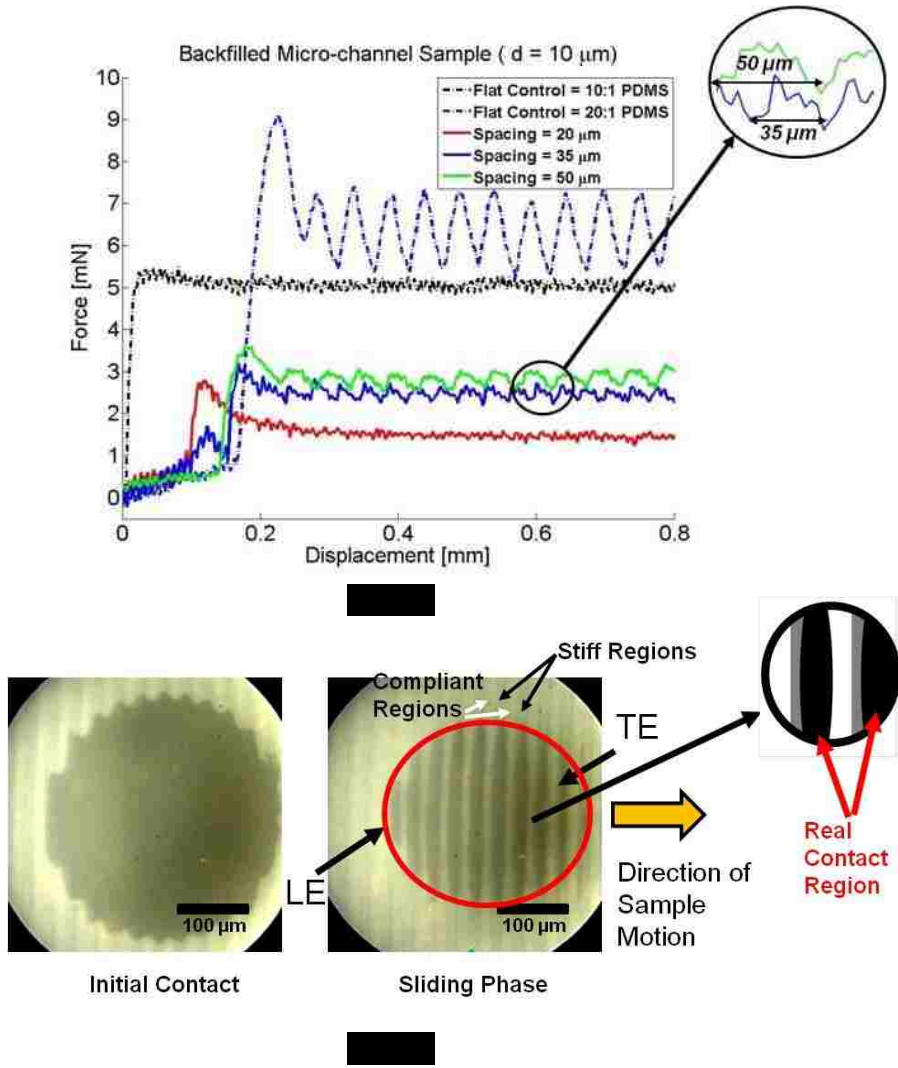 Backfilled Micro-channel Sample ( d = 10 µm)
10
9
8
7
6
5
4
3
2
1
0
Force [mN]
Flat Control = 10:1 PDMS
Flat Control = 20:1 PDMS
Spacing = 20 µm
Spacing = 35 µm
Spacing = 50 µm
50 µm
35 µm
0
0.2
0.4
0.6
0.8
Displacement [mm]
Stiff Regions
Compliant
Regions
TE
LE
100 µm
100 µm
Direction of
Sample
Motion
Real
Contact
Region
Initial Contact
Sliding Phase